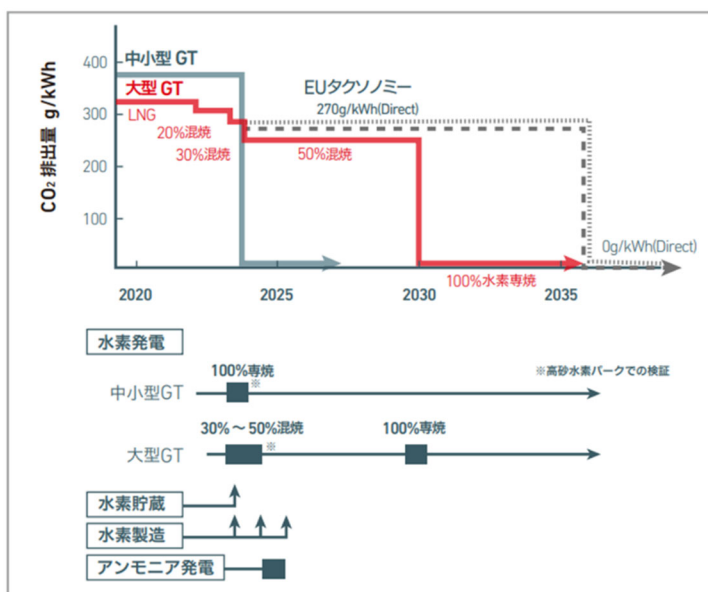 CO₂ 排出量 g/kWh
400
300
200
100
中小型 GT
大型 GT
LNG
20%混焼
30%混焼
50%混焼
EUタクソノミー
270g/kWh(Direct)
0g/kWh(Direct)
100%水素専焼
2020 2025 2030 2035
水素発電
100%専焼
※
※高砂水素パークでの検証
中小型GT
30%～50%混焼
※
100%専焼
大型GT
水素貯蔵
水素製造
アンモニア発電